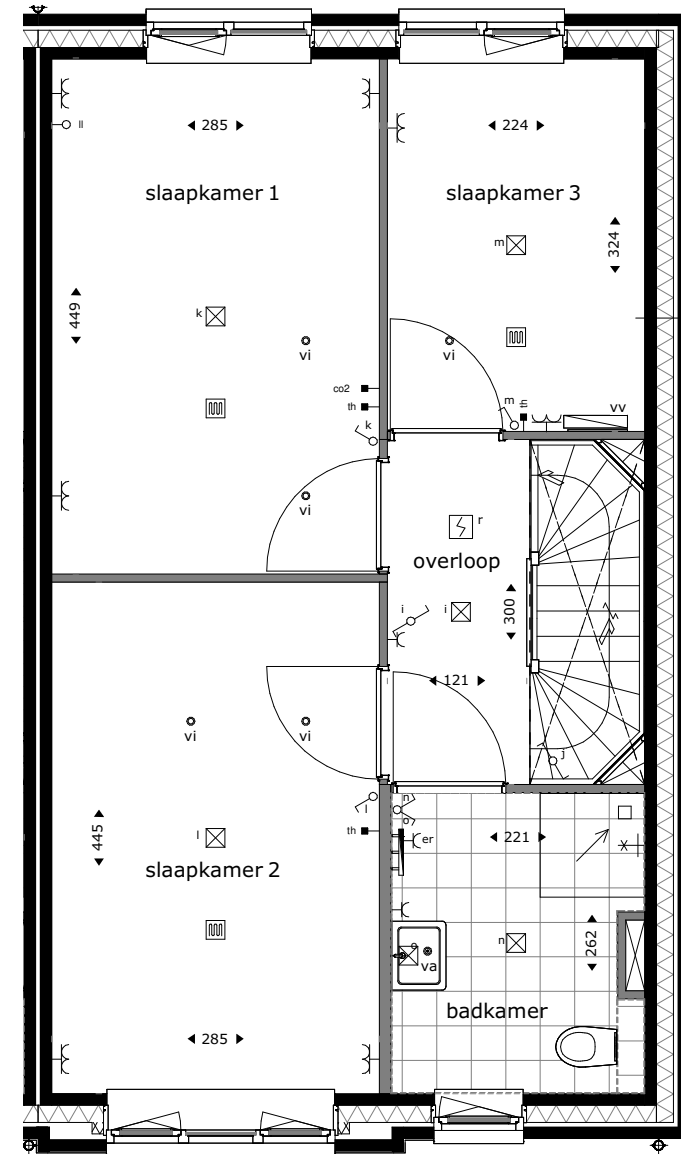 II
285
224
slaapkamer 1
slaapkamer 3
324
m
449
k
vi
vi
co2
th
k
m
th
vv
vi
r
overloop
i
i
300
121
vi
vi
j
l
n
o
th
er
221
l
445
slaapkamer 2
n
262
o
va
badkamer
285